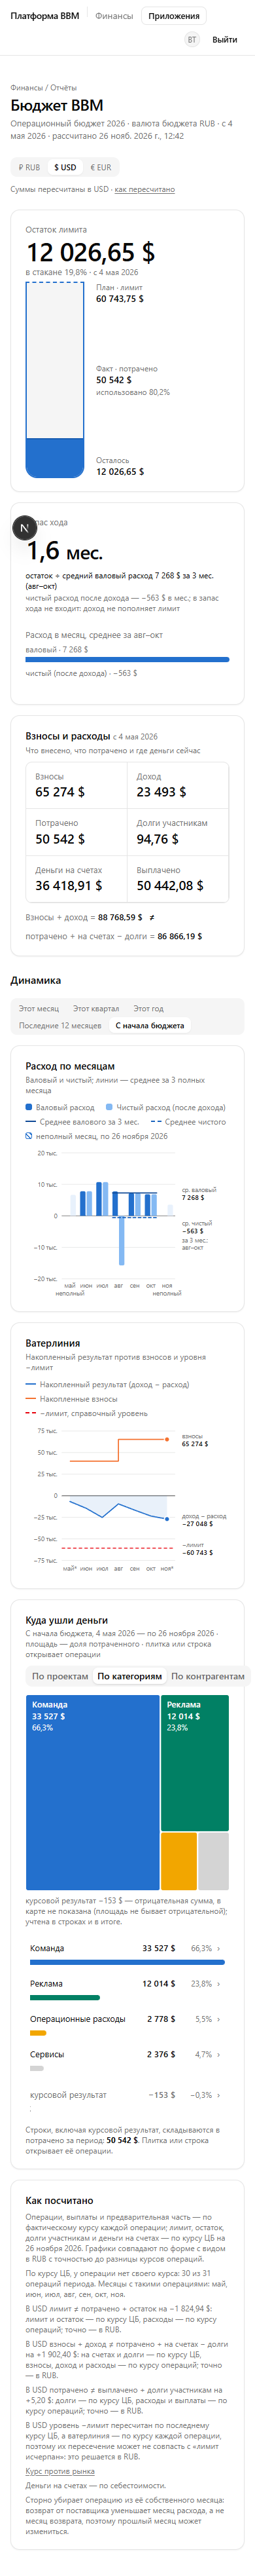 Платформа BBM
Финансы
Приложения
ВТ
Выйти
Финансы / Отчёты
Бюджет BBM
Операционный бюджет 2026 · валюта бюджета RUB · с 4
мая 2026 · рассчитано 26 нояб. 2026 г., 12:42
₽ RUB
$ USD
€ EUR
Суммы пересчитаны в USD · как пересчитано
Остаток лимита
12 026,65 $
в стакане 19,8% · с 4 мая 2026
План · лимит
60 743,75 $
Факт · потрачено
50 542 $
использовано 80,2%
Осталось
12 026,65 $
N
пас хода
1,6 мес.
остаток ÷ средний валовый расход 7 268 $ за 3 мес.
(авг–окт)
чистый расход после дохода — −563 $ в мес.; в запас
хода не входит: доход не пополняет лимит
Расход в месяц, среднее за авг–окт
валовый · 7 268 $
чистый (после дохода) · −563 $
Взносы и расходы с 4 мая 2026
Что внесено, что потрачено и где деньги сейчас
Взносы
65 274 $
Доход
23 493 $
Потрачено
50 542 $
Долги участникам
94,76 $
Деньги на счетах
36 418,91 $
Выплачено
50 442,08 $
Взносы + доход = 88 768,59 $ ≠
потрачено + на счетах − долги = 86 866,19 $
Динамика
Этот месяц
Этот квартал
Этот год
Последние 12 месяцев
С начала бюджета
Расход по месяцам
Валовый и чистый; линии — среднее за 3 полных
месяца
Валовой расход
Чистый расход (после дохода)
Среднее валового за 3 мес.
Среднее чистого
неполный месяц, по 26 ноября 2026
20 тыс.
10 тыс.
0
−10 тыс.
−20 тыс.
ср. валовый
7 268 $
ср. чистый
−563 $
за 3 мес.:
авг–окт
май июн июл авг сен окт ноя
неполный
неполный
Ватерлиния
Накопленный результат против взносов и уровня
−лимит
Накопленный результат (доход − расход)
Накопленные взносы
−лимит, справочный уровень
75 тыс.
50 тыс.
25 тыс.
0
−25 тыс.
−50 тыс.
−75 тыс.
взносы
65 274 $
доход − расход
−27 048 $
−лимит
−60 743 $
май* июн июл авг сен окт ноя*
Куда ушли деньги
С начала бюджета, 4 мая 2026 — по 26 ноября 2026 ·
площадь — доля потраченного · плитка или строка
открывает операции
По проектам
По категориям
По контрагентам
Команда
33 527 $
66,3%
Реклама
12 014 $
23,8%
курсовой результат −153 $ — отрицательная сумма, в
карте не показана (площадь не бывает отрицательной);
учтена в строках и в итоге.
Команда 33 527 $ 66,3% ›
Реклама 12 014 $ 23,8% ›
Операционные расходы 2 778 $ 5,5% ›
Сервисы 2 376 $ 4,7% ›
курсовой результат −153 $ −0,3% ›
Строки, включая курсовой результат, складываются в
потрачено за период: 50 542 $. Плитка или строка
открывает её операции.
Как посчитано
Операции, выплаты и предварительная часть — по
фактическому курсу каждой операции; лимит, остаток,
долги участникам и деньги на счетах — по курсу ЦБ на
26 ноября 2026. Графики совпадают по форме с видом
в RUB с точностью до разницы курсов операций.
По курсу ЦБ, у операции нет своего курса: 30 из 31
операций периода. Месяцы с такими операциями: май,
июн, июл, авг, сен, окт, ноя.
В USD лимит ≠ потрачено + остаток на −1 824,94 $:
лимит и остаток — по курсу ЦБ, расходы — по курсу
операций; точно — в RUB.
В USD взносы + доход ≠ потрачено + на счетах − долги
на +1 902,40 $: на счетах и долги — по курсу ЦБ,
взносы, доход и расходы — по курсу операций; точно
— в RUB.
В USD потрачено ≠ выплачено + долги участникам на
+5,20 $: долги — по курсу ЦБ, расходы и выплаты — по
курсу операций; точно — в RUB.
В USD уровень −лимит пересчитан по последнему
курсу ЦБ, а ватерлиния — по курсу каждой операции,
поэтому их пересечение может не совпасть с «лимит
исчерпан»: это решается в RUB.
Курс против рынка
Деньги на счетах — по себестоимости.
Сторно убирает операцию из её собственного месяца:
возврат от поставщика уменьшает месяц расхода, а не
месяц возврата, поэтому прошлый месяц может
измениться.